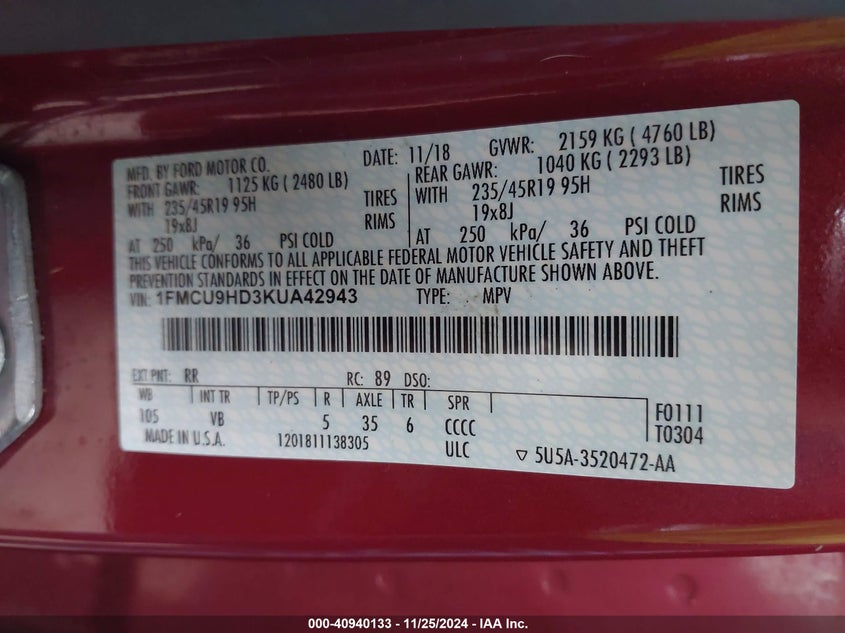 MFD. BY FORD MOTOR CO. DATE: 11/18 GVWR: 2159 KG ( 4760 LB)
FRONT GAWR: 1125 KG ( 2480 LB) REAR GAWR: 1040 KG ( 2293 LB)
WITH 235/45R19 95H TIRES WITH 235/45R19 95H TIRES
19x8J RIMS 19x8J RIMS
AT 250 kPa/ 36 PSI COLD AT 250 kPa/ 36 PSI COLD
THIS VEHICLE CONFORMS TO ALL APPLICABLE FEDERAL MOTOR VEHICLE SAFETY AND THEFT
PREVENTION STANDARDS IN EFFECT ON THE DATE OF MANUFACTURE SHOWN ABOVE.
VIN: 1FMCU9HD3KUA42943 TYPE: MPV
EXT PNT: RR RC: 89 DSO:
WB INT TR TP/PS R AXLE TR SPR
105 VB 5 35 6 CCCC F0111
MADE IN U.S.A. 1201811138305 ULC T0304
▽ 5U5A-3520472-AA
000-40940133 - 11/25/2024 - IAA Inc.